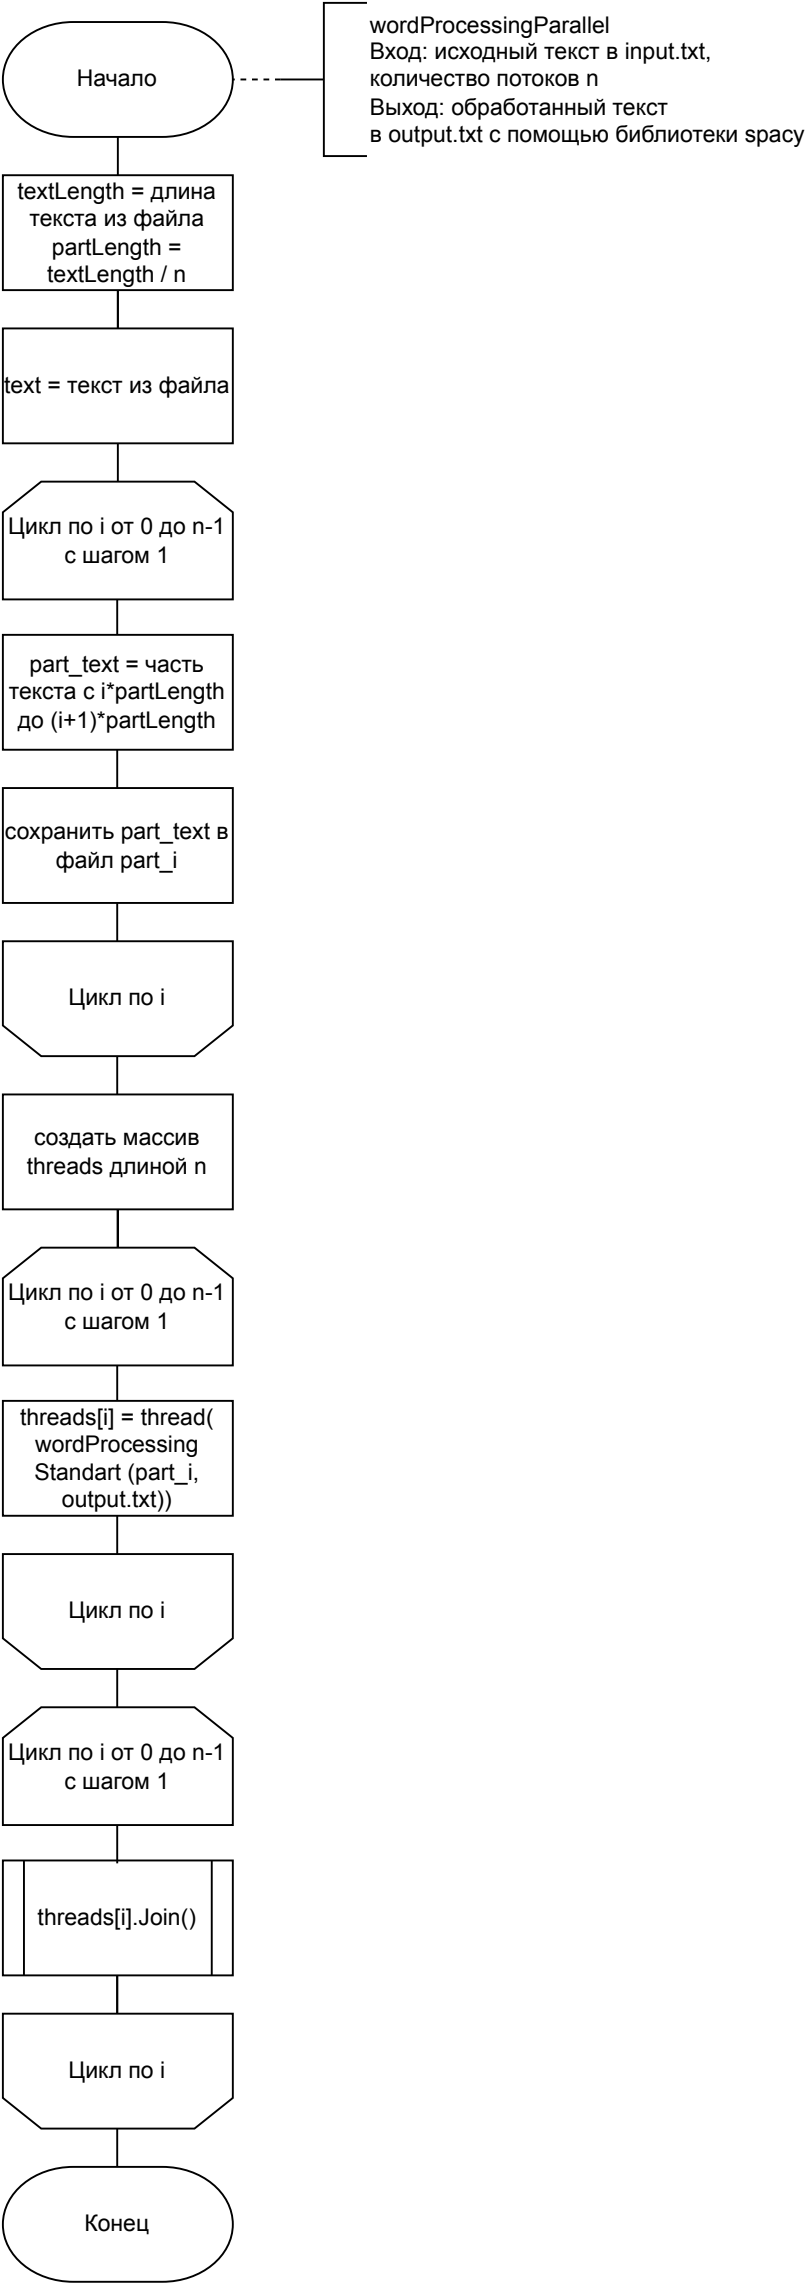 Начало
wordProcessingParallel
Вход: исходный текст в input.txt,
количество потоков n
Выход: обработанный текст
в output.txt с помощью библиотеки spacy
textLength = длина
текста из файла
partLength =
textLength / n
text = текст из файла
Цикл по i от 0 до n-1
с шагом 1
part_text = часть
текста с i*partLength
до (i+1)*partLength
сохранить part_text в
файл part_i
Цикл по i
создать массив
threads длиной n
Цикл по i от 0 до n-1
с шагом 1
threads[i] = thread(
wordProcessing
Standart (part_i,
output.txt))
Цикл по i
Цикл по i от 0 до n-1
с шагом 1
threads[i].Join()
Цикл по i
Конец